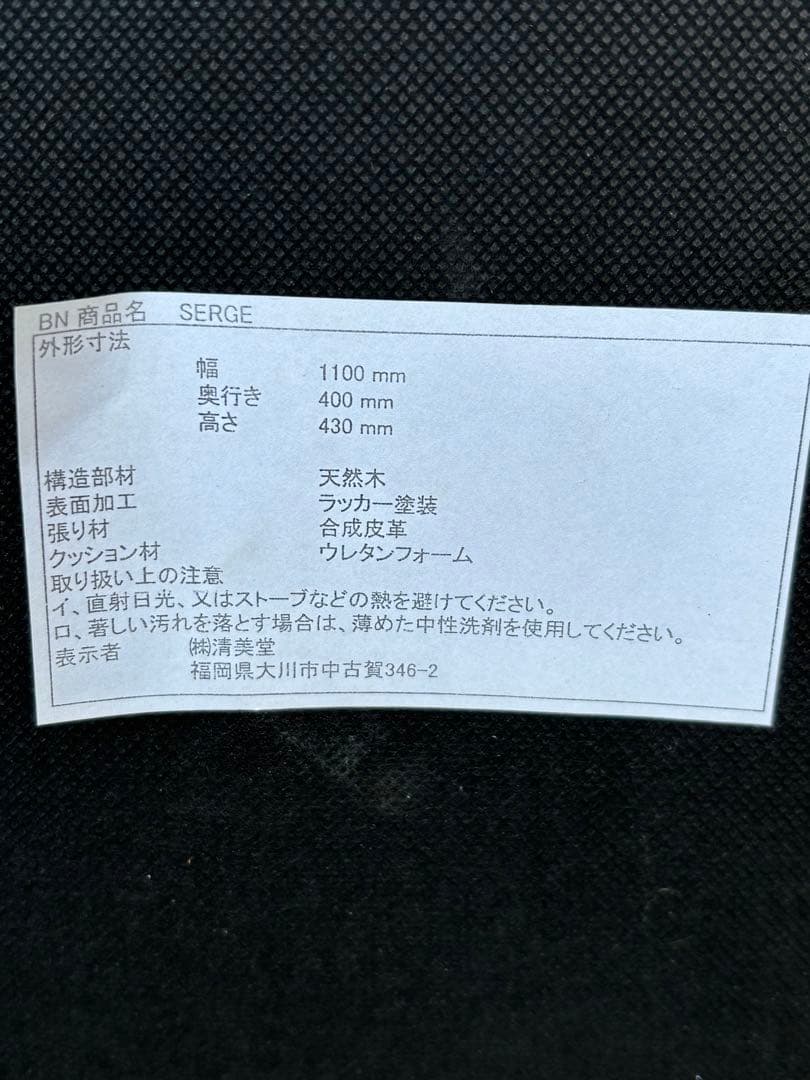 BN 商品名 SERGE
外形寸法
幅 1100 mm
奥行き 400 mm
高さ 430 mm
構造部材 天然木
表面加工 ラッカー塗装
張り材 合成皮革
クッション材 ウレタンフォーム
取り扱い上の注意
イ、直射日光、又はストーブなどの熱を避けてください。
ロ、著しい汚れを落とす場合は、薄めた中性洗剤を使用してください。
表示者 ㈱清美堂
福岡県大川市中古賀346-2